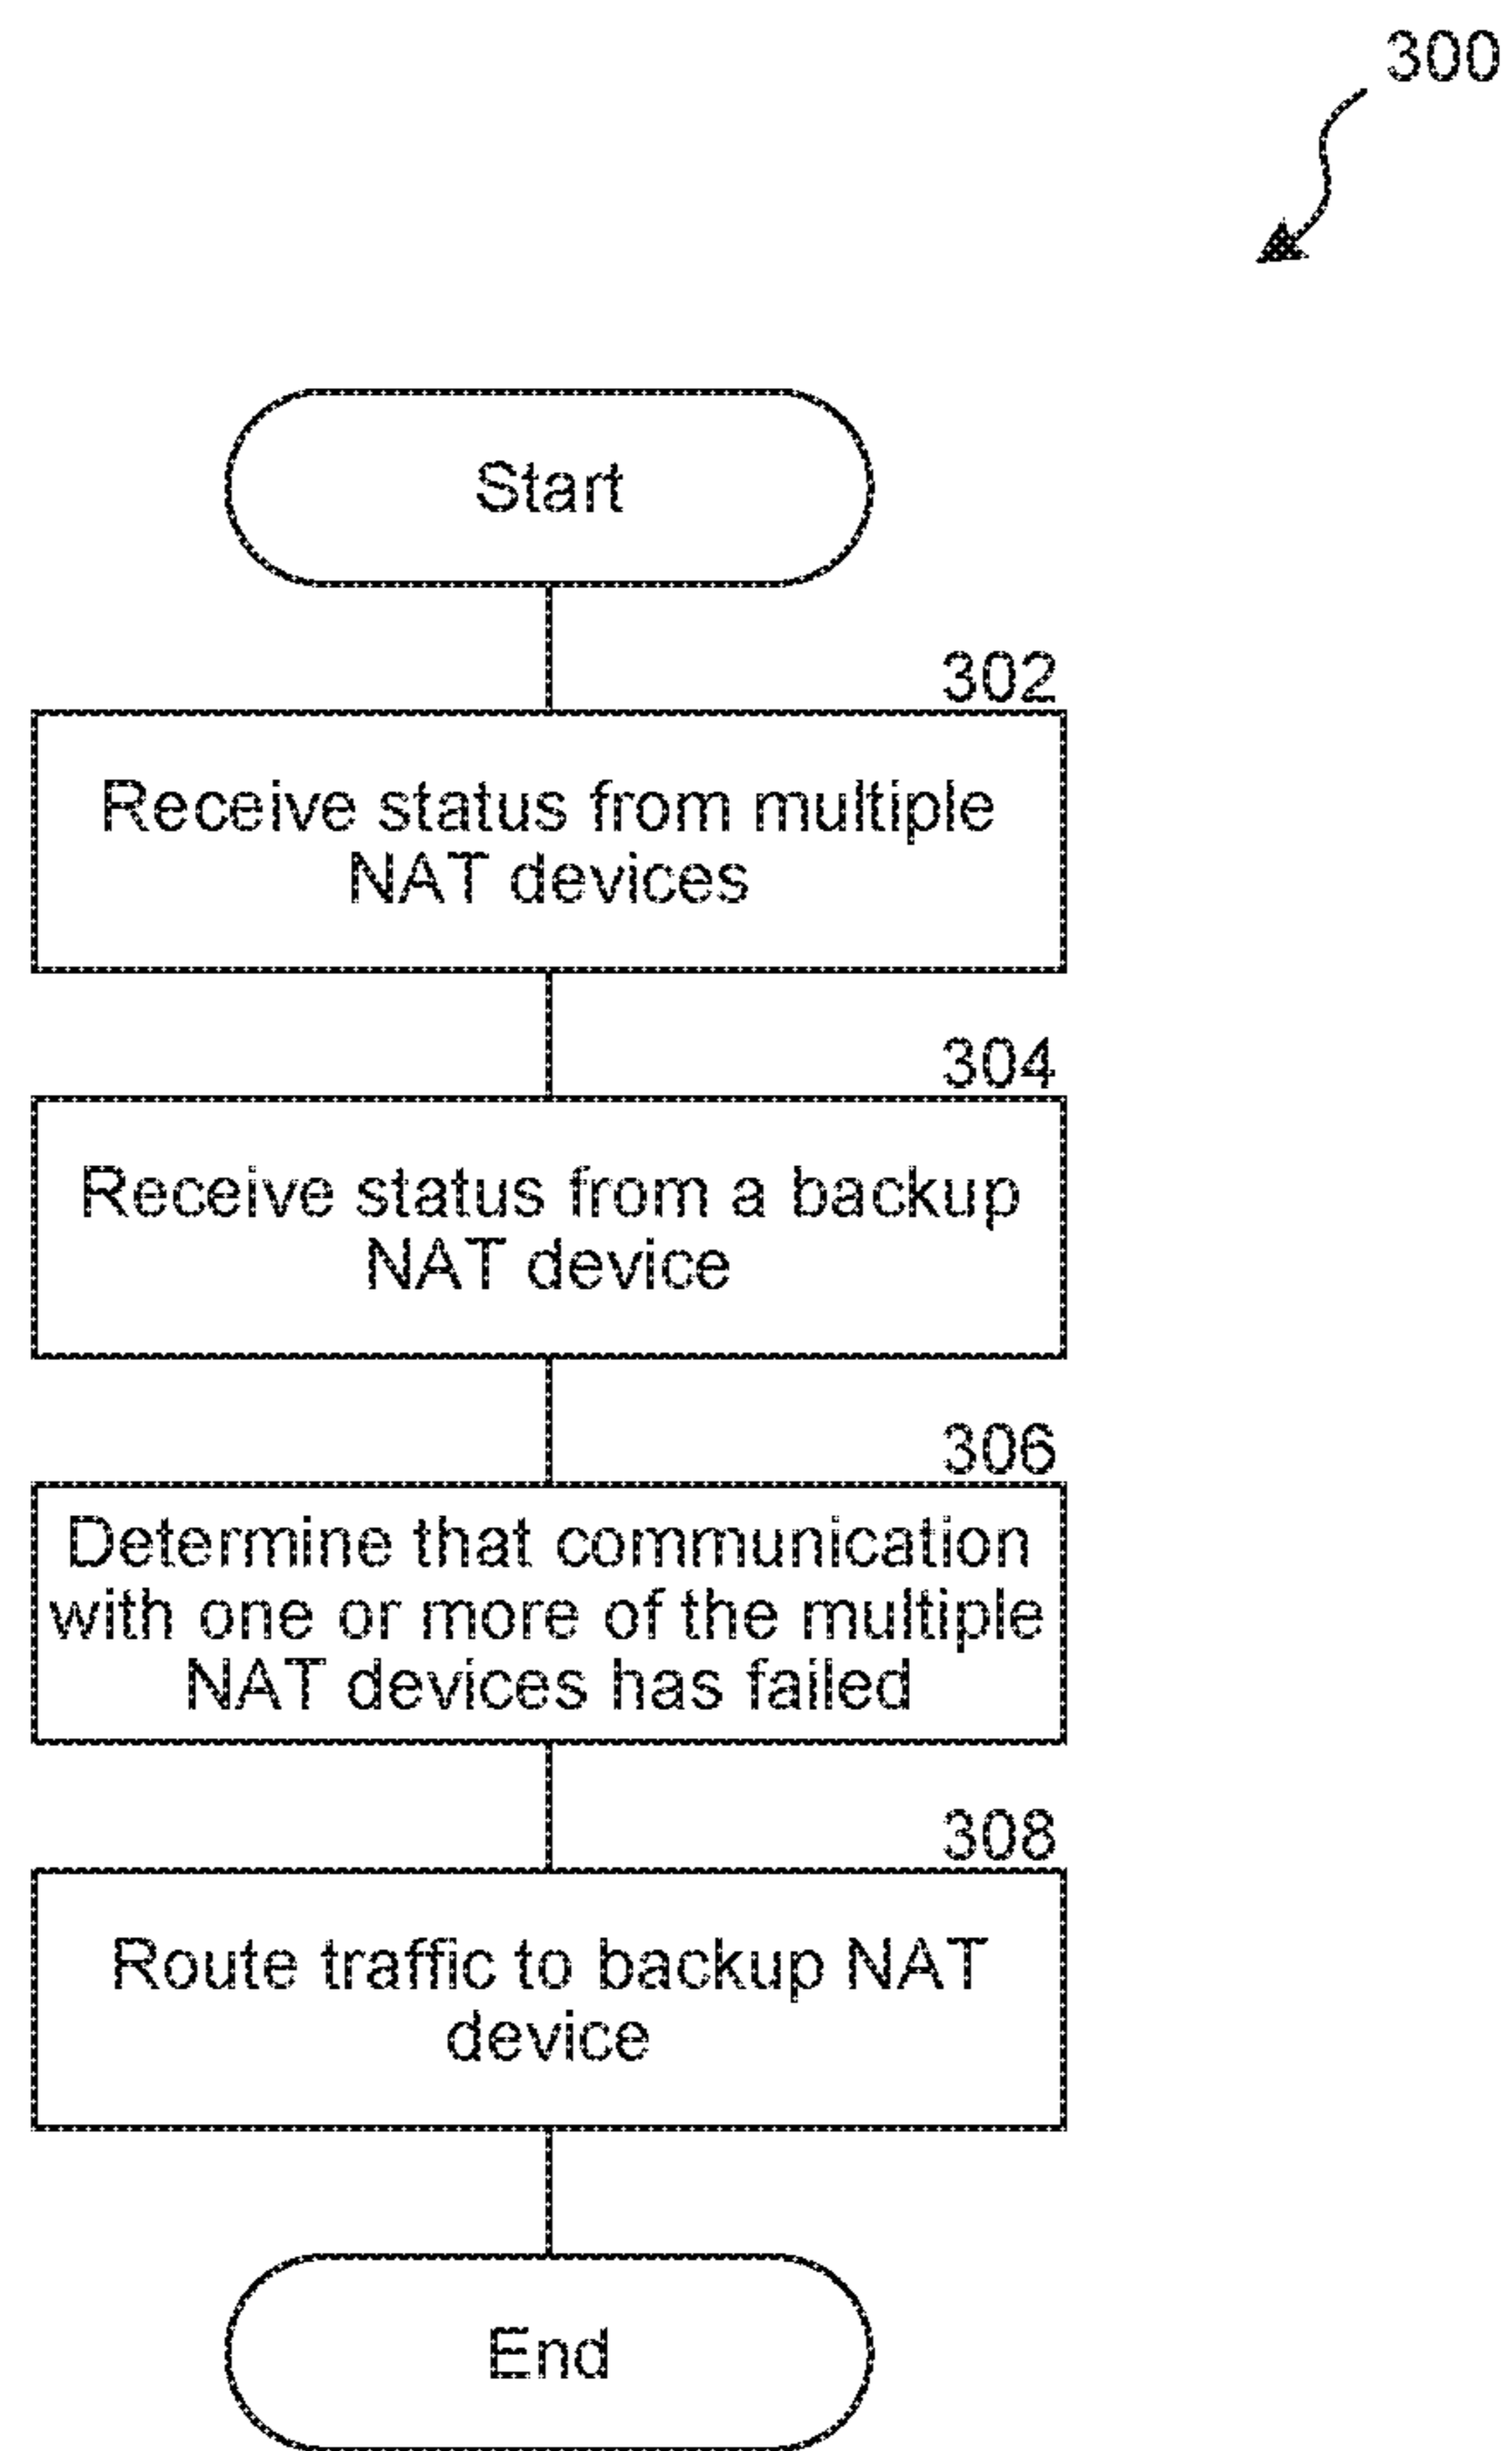 300
Start
302
Receive status from multiple
NAT devices
304
Receive status from a backup
NAT device
306
Determine that communication
with one or more of the multiple
NAT devices has failed
308
Route traffic to backup NAT
device
End